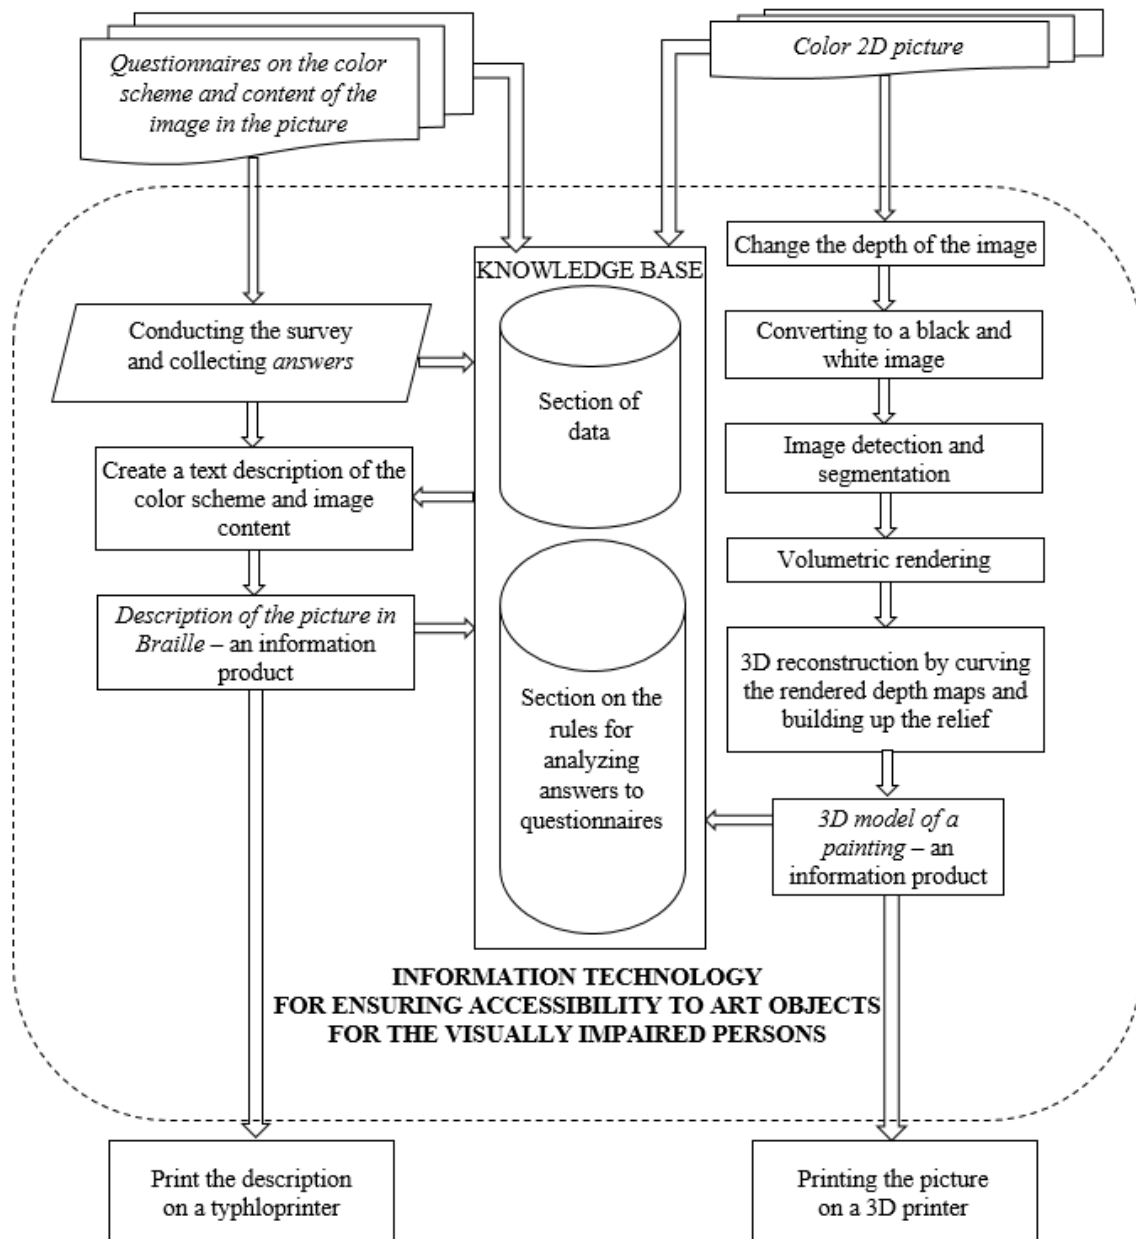 Questionnaires on the color
scheme and content of the
image in the picture
Color 2D picture
Conducting the survey
and collecting answers
Create a text description of the
color scheme and image
content
Description of the picture in
Braille – an information
product
KNOWLEDGE BASE
Section of
data
Section on the
rules for
analyzing
answers to
questionnaires
Change the depth of the image
Converting to a black and
white image
Image detection and
segmentation
Volumetric rendering
3D reconstruction by curving
the rendered depth maps and
building up the relief
3D model of a
painting – an
information product
INFORMATION TECHNOLOGY
FOR ENSURING ACCESSIBILITY TO ART OBJECTS
FOR THE VISUALLY IMPAIRED PERSONS
Print the description
on a typhloprinter
Printing the picture
on a 3D printer